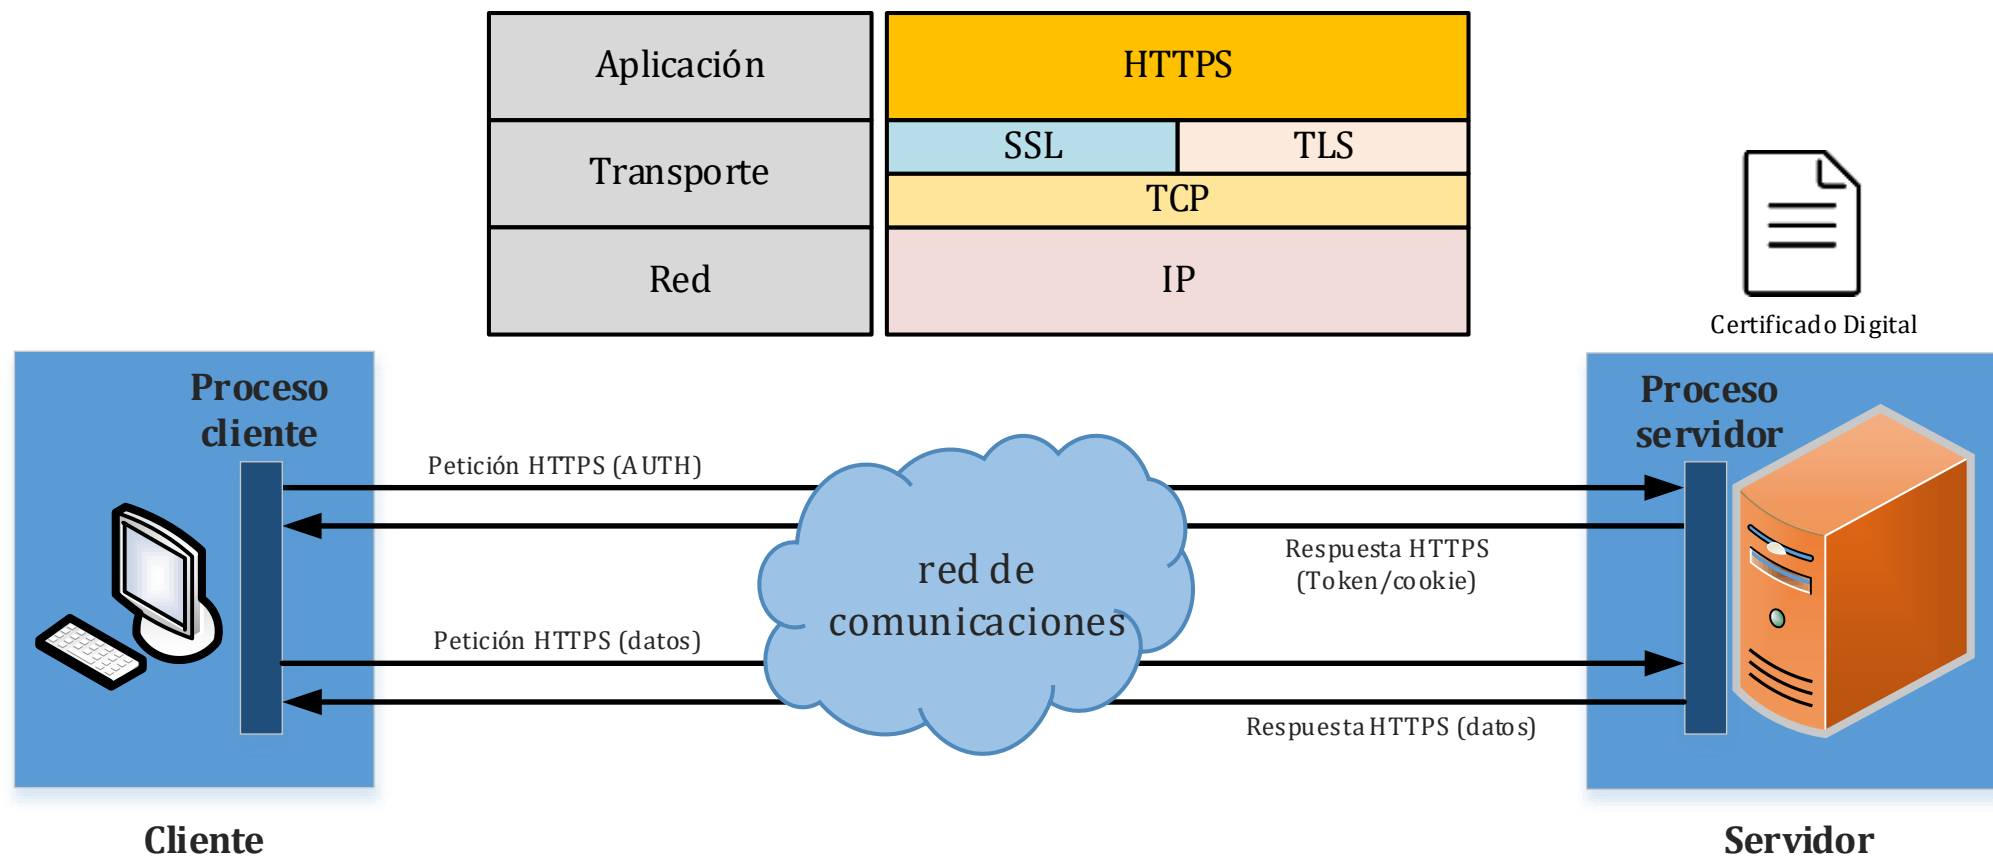 Aplicación
HTTPS
SSL
TLS
Transporte
TCP
Red
IP
Certificado Digital
Proceso
cliente
Proceso
servidor
Petición HTTPS (AUTH)
Respuesta HTTPS
(Token/cookie)
red de
comunicaciones
Petición HTTPS (datos)
Respuesta HTTPS (datos)
Cliente
Servidor